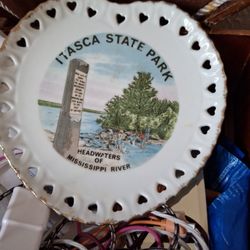 ITASCA STATE PARK
HEADWATERS
OF
MISSISSIPPI RIVER